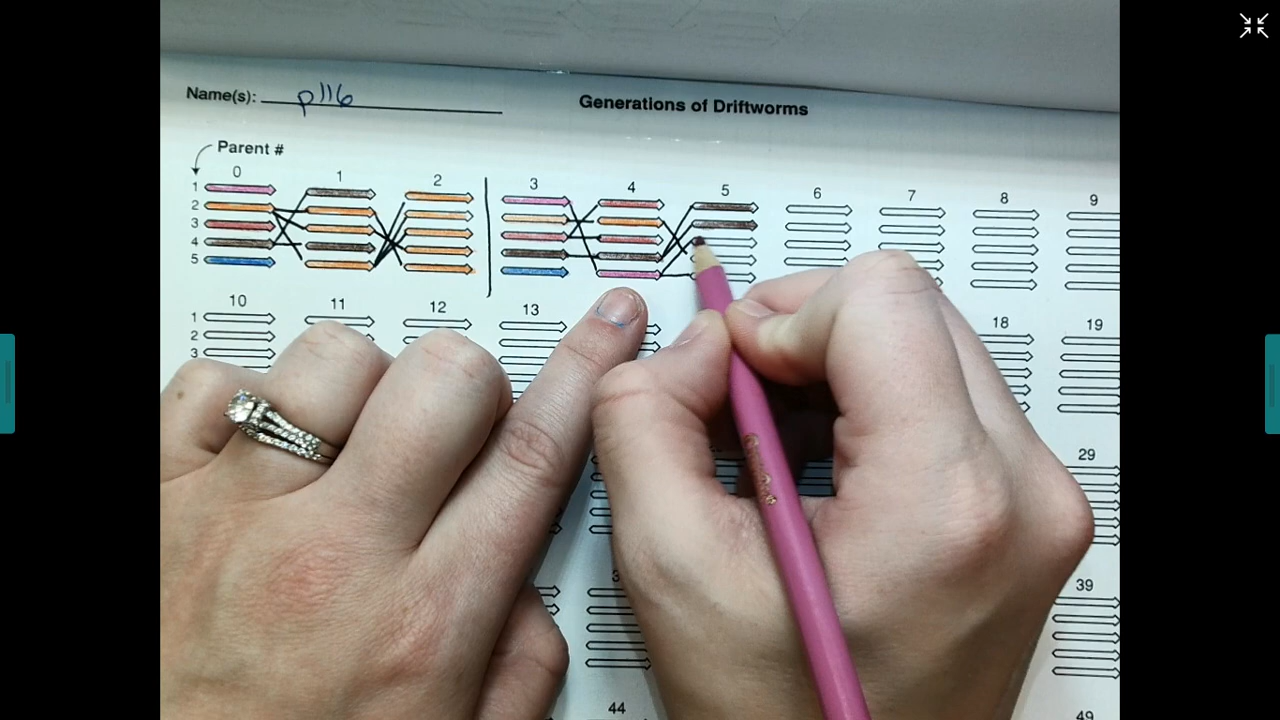 Name(s): p116
Generations of Driftworms
Parent #
0 1 2 3 4 5 6 7 8 9
1
2
3
4
5
10 11 12 13 18 19
1
2
3
29
39
44 49